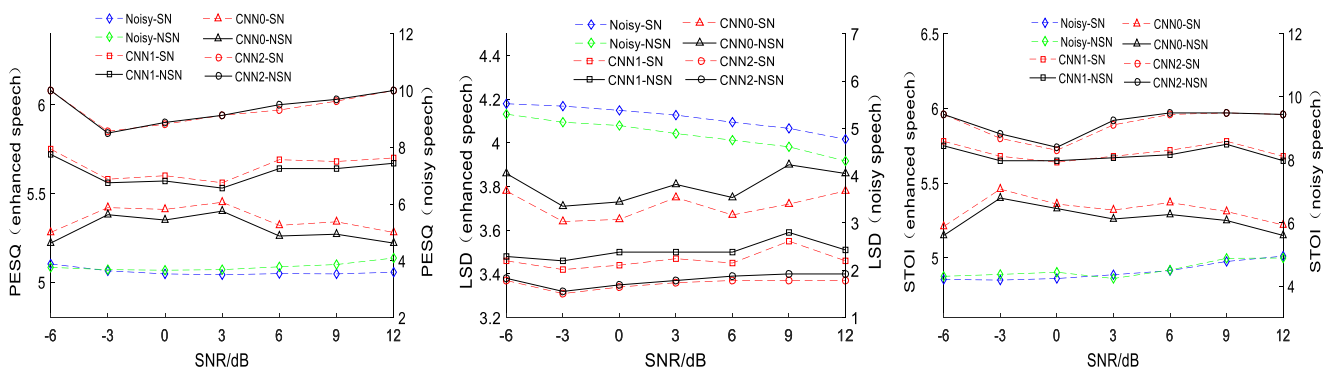 Noisy-SN
Noisy-NSN
CNN1-SN
CNN1-NSN
CNN0-SN
CNN0-NSN
CNN2-SN
CNN2-NSN
PESQ（enhanced speech）
6
5.5
5
PESQ（noisy speech）
12
10
8
6
4
2
-6 -3 0 3 6 9 12
SNR/dB
Noisy-SN
Noisy-NSN
CNN1-SN
CNN1-NSN
CNN0-SN
CNN0-NSN
CNN2-SN
CNN2-NSN
LSD（enhanced speech）
4.4
4.2
4
3.8
3.6
3.4
3.2
LSD（noisy speech）
7
6
5
4
3
2
1
-6 -3 0 3 6 9 12
SNR/dB
Noisy-SN
Noisy-NSN
CNN1-SN
CNN1-NSN
CNN0-SN
CNN0-NSN
CNN2-SN
CNN2-NSN
STOI（enhanced speech）
6.5
6
5.5
5
STOI（noisy speech）
12
10
8
6
4
-6 -3 0 3 6 9 12
SNR/dB